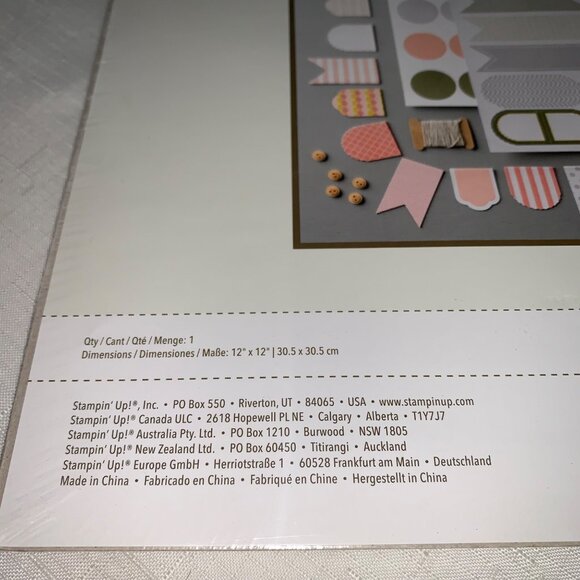 Qty / Cant / Qté / Menge: 1
Dimensions / Dimensiones / Maße: 12" x 12" | 30.5 x 30.5 cm
Stampin' Up!®, Inc. • PO Box 550 • Riverton, UT • 84065 • USA • www.stampinup.com
Stampin' Up!® Canada ULC • 2618 Hopewell PL NE • Calgary • Alberta • T1Y7J7
Stampin' Up!® Australia Pty. Ltd. • PO Box 1210 • Burwood • NSW 1805
Stampin' Up!® New Zealand Ltd. • PO Box 60450 • Titirangi • Auckland
Stampin' Up!® Europe GmbH • Herriotstraße 1 • 60528 Frankfurt am Main • Deutschland
Made in China • Fabricado en China • Fabriqué en Chine • Hergestellt in China